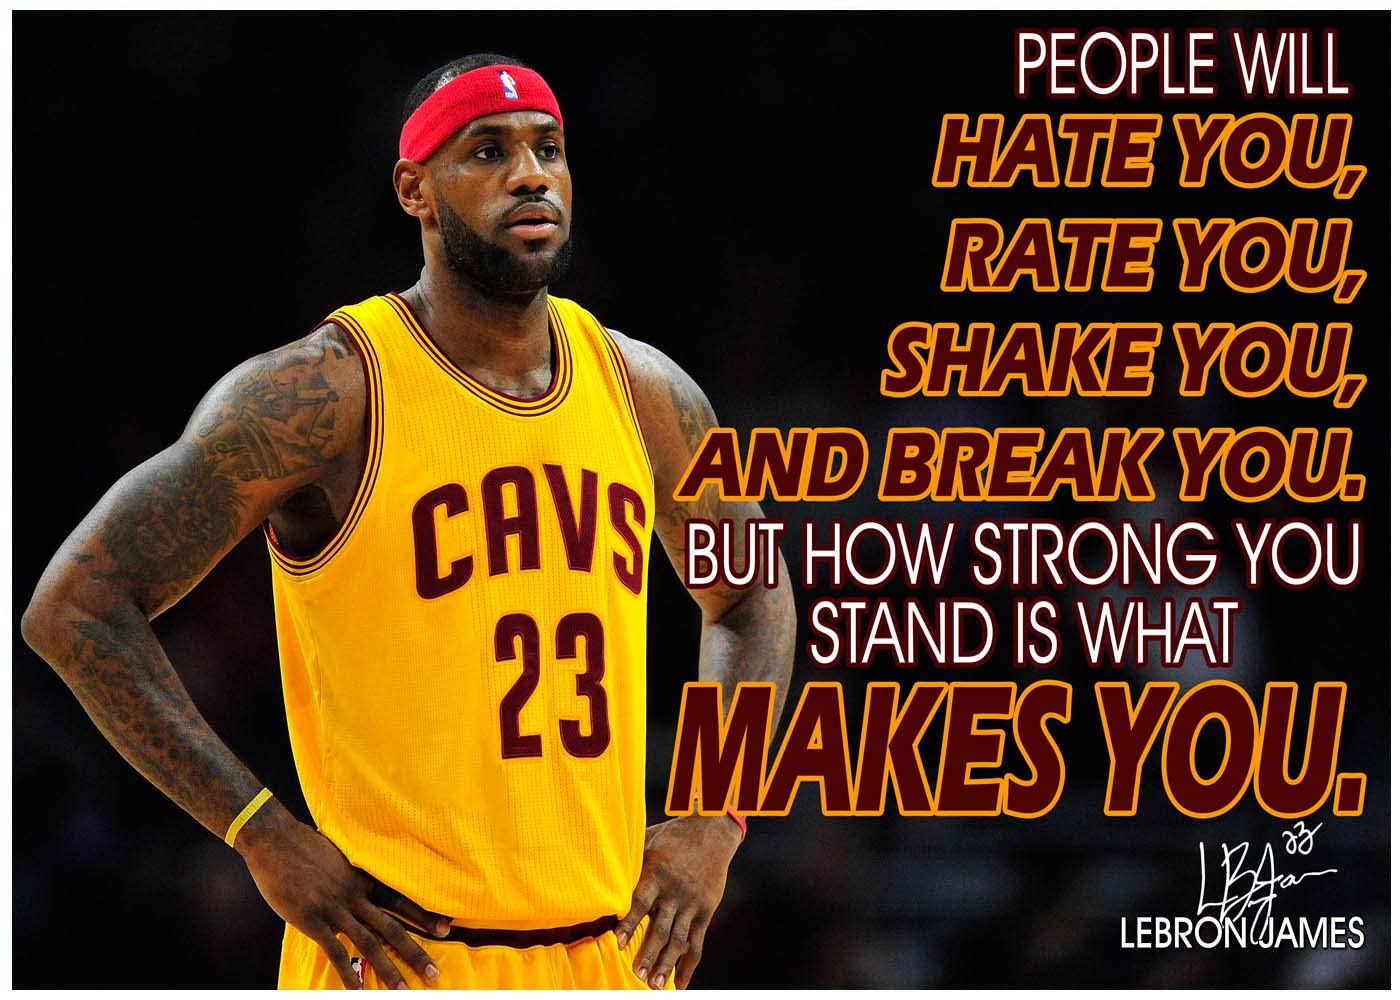 PEOPLE WILL
HATE YOU,
RATE YOU,
SHAKE YOU,
AND BREAK YOU.
BUT HOW STRONG YOU
STAND IS WHAT
MAKES YOU.
CAVS
23
23
LEBRON JAMES